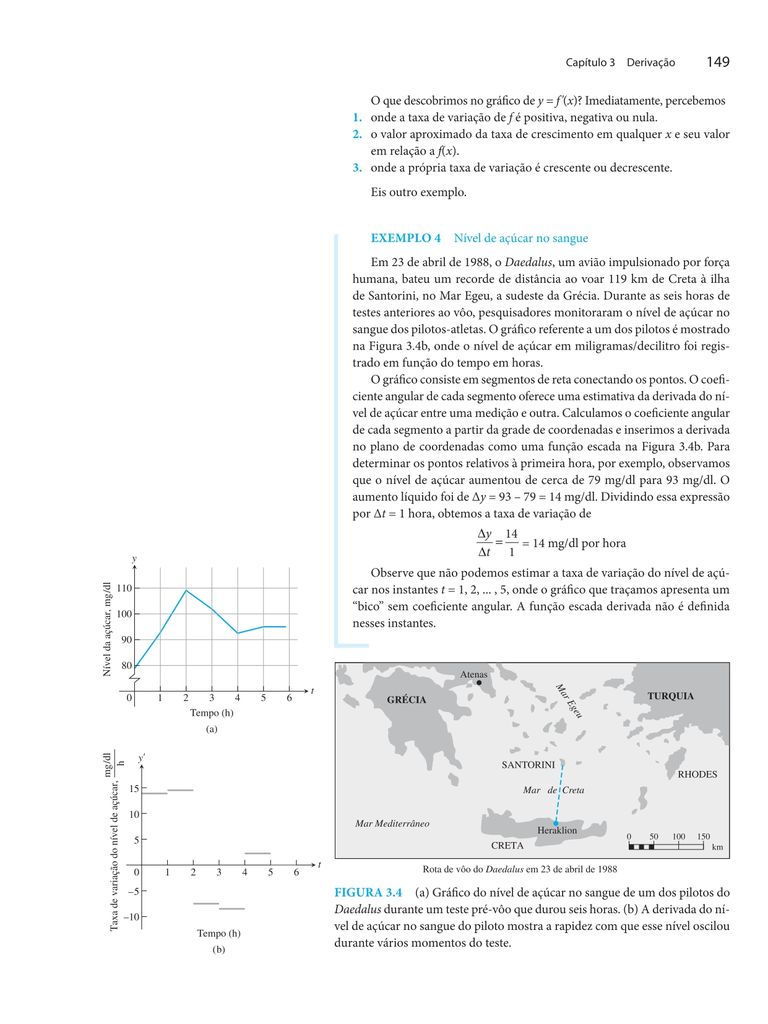 Capítulo 3 Derivação 149
O que descobrimos no gráfico de y = f′(x)? Imediatamente, percebemos
1. onde a taxa de variação de f é positiva, negativa ou nula.
2. o valor aproximado da taxa de crescimento em qualquer x e seu valor
em relação a f(x).
3. onde a própria taxa de variação é crescente ou decrescente.
Eis outro exemplo.
EXEMPLO 4 Nível de açúcar no sangue
Em 23 de abril de 1988, o Daedalus, um avião impulsionado por força
humana, bateu um recorde de distância ao voar 119 km de Creta à ilha
de Santorini, no Mar Egeu, a sudeste da Grécia. Durante as seis horas de
testes anteriores ao vôo, pesquisadores monitoraram o nível de açúcar no
sangue dos pilotos-atletas. O gráfico referente a um dos pilotos é mostrado
na Figura 3.4b, onde o nível de açúcar em miligramas/decilitro foi regis-
trado em função do tempo em horas.
O gráfico consiste em segmentos de reta conectando os pontos. O coefi-
ciente angular de cada segmento oferece uma estimativa da derivada do ní-
vel de açúcar entre uma medição e outra. Calculamos o coeficiente angular
de cada segmento a partir da grade de coordenadas e inserimos a derivada
no plano de coordenadas como uma função escada na Figura 3.4b. Para
determinar os pontos relativos à primeira hora, por exemplo, observamos
que o nível de açúcar aumentou de cerca de 79 mg/dl para 93 mg/dl. O
aumento líquido foi de Δy = 93 – 79 = 14 mg/dl. Dividindo essa expressão
por Δt = 1 hora, obtemos a taxa de variação de
Δy/Δt = 14/1 = 14 mg/dl por hora
Observe que não podemos estimar a taxa de variação do nível de açú-
car nos instantes t = 1, 2, ... , 5, onde o gráfico que traçamos apresenta um
“bico” sem coeficiente angular. A função escada derivada não é definida
nesses instantes.
y
Nível da açúcar, mg/dl
110
100
90
80
0 1 2 3 4 5 6 t
Tempo (h)
(a)
Taxa de variação do nível de açúcar, mg/dl / h
y′
15
10
5
0 1 2 3 4 5 6 t
–5
–10
Tempo (h)
(b)
Atenas
GRÉCIA
Mar Egeu
TURQUIA
SANTORINI
RHODES
Mar de Creta
Mar Mediterrâneo
Heraklion
CRETA
0 50 100 150
km
Rota de vôo do Daedalus em 23 de abril de 1988
FIGURA 3.4 (a) Gráfico do nível de açúcar no sangue de um dos pilotos do
Daedalus durante um teste pré-vôo que durou seis horas. (b) A derivada do ní-
vel de açúcar no sangue do piloto mostra a rapidez com que esse nível oscilou
durante vários momentos do teste.